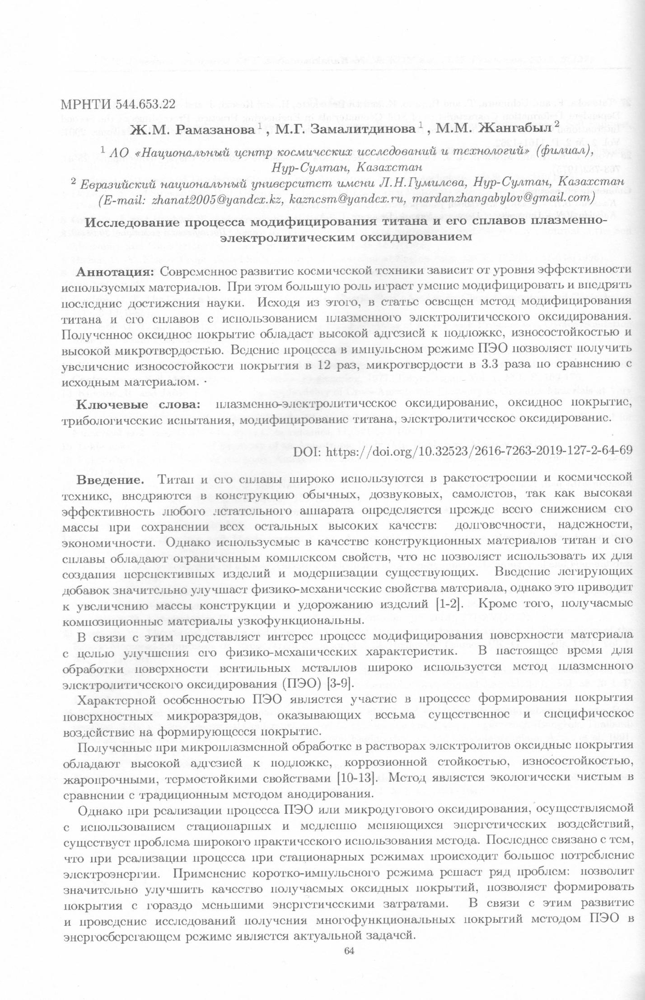 МРНТИ 544.653.22
Ж.М. Рамазанова 1 , М.Г. Замалитдинова 1 , М.М. Жангабыл 2
1 АО «Национальный центр космических исследований и технологий» (филиал),
Нур-Султан, Казахстан
2 Евразийский национальный университет имени Л.Н.Гумилева, Нур-Султан, Казахстан
(E-mail: zhanat2005@yandex.kz, kaznesm@yandex.ru, mardanzhangabylov@gmail.com)
Исследование процесса модифицирования титана и его сплавов плазменно-
электролитическим оксидированием
Аннотация: Современное развитие космической техники зависит от уровня эффективности
используемых материалов. При этом большую роль играет умение модифицировать и внедрять
последние достижения науки. Исходя из этого, в статье освещен метод модифицирования
титана и его сплавов с использованием плазменного электролитического оксидирования.
Полученное оксидное покрытие обладает высокой адгезией к подложке, износостойкостью и
высокой микротвердостью. Ведение процесса в импульсном режиме ПЭО позволяет получить
увеличение износостойкости покрытия в 12 раз, микротвердости в 3.3 раза по сравнению с
исходным материалом.
Ключевые слова: плазменно-электролитическое оксидирование, оксидное покрытие,
трибологические испытания, модифицирование титана, электролитическое оксидирование.
DOI: https://doi.org/10.32523/2616-7263-2019-127-2-64-69
Введение. Титан и его сплавы широко используются в ракетостроении и космической
технике, внедряются в конструкцию обычных, дозвуковых, самолетов, так как высокая
эффективность любого летательного аппарата определяется прежде всего снижением его
массы при сохранении всех остальных высоких качеств: долговечности, надежности,
экономичности. Однако используемые в качестве конструкционных материалов титан и его
сплавы обладают ограниченным комплексом свойств, что не позволяет использовать их для
создания перспективных изделий и модернизации существующих. Введение легирующих
добавок значительно улучшает физико-механические свойства материала, однако это приводит
к увеличению массы конструкции и удорожанию изделий [1-2]. Кроме того, получаемые
композиционные материалы узкофункциональны.
В связи с этим представляет интерес процесс модифицирования поверхности материала
с целью улучшения его физико-механических характеристик. В настоящее время для
обработки поверхности вентильных металлов широко используется метод плазменного
электролитического оксидирования (ПЭО) [3-9].
Характерной особенностью ПЭО является участие в процессе формирования покрытия
поверхностных микроразрядов, оказывающих весьма существенное и специфическое
воздействие на формирующееся покрытие.
Полученные при микроплазменной обработке в растворах электролитов оксидные покрытия
обладают высокой адгезией к подложке, коррозионной стойкостью, износостойкостью,
жаропрочными, термостойкими свойствами [10-13]. Метод является экологически чистым в
сравнении с традиционным методом анодирования.
Однако при реализации процесса ПЭО или микродугового оксидирования, осуществляемой
с использованием стационарных и медленно меняющихся энергетических воздействий,
существует проблема широкого практического использования метода. Последнее связано с тем,
что при реализации процесса при стационарных режимах происходит большое потребление
электроэнергии. Применение коротко-импульсного режима решает ряд проблем: позволит
значительно улучшить качество получаемых оксидных покрытий, позволяет формировать
покрытия с гораздо меньшими энергетическими затратами. В связи с этим развитие
и проведение исследований получения многофункциональных покрытий методом ПЭО в
энергосберегающем режиме является актуальной задачей.
64